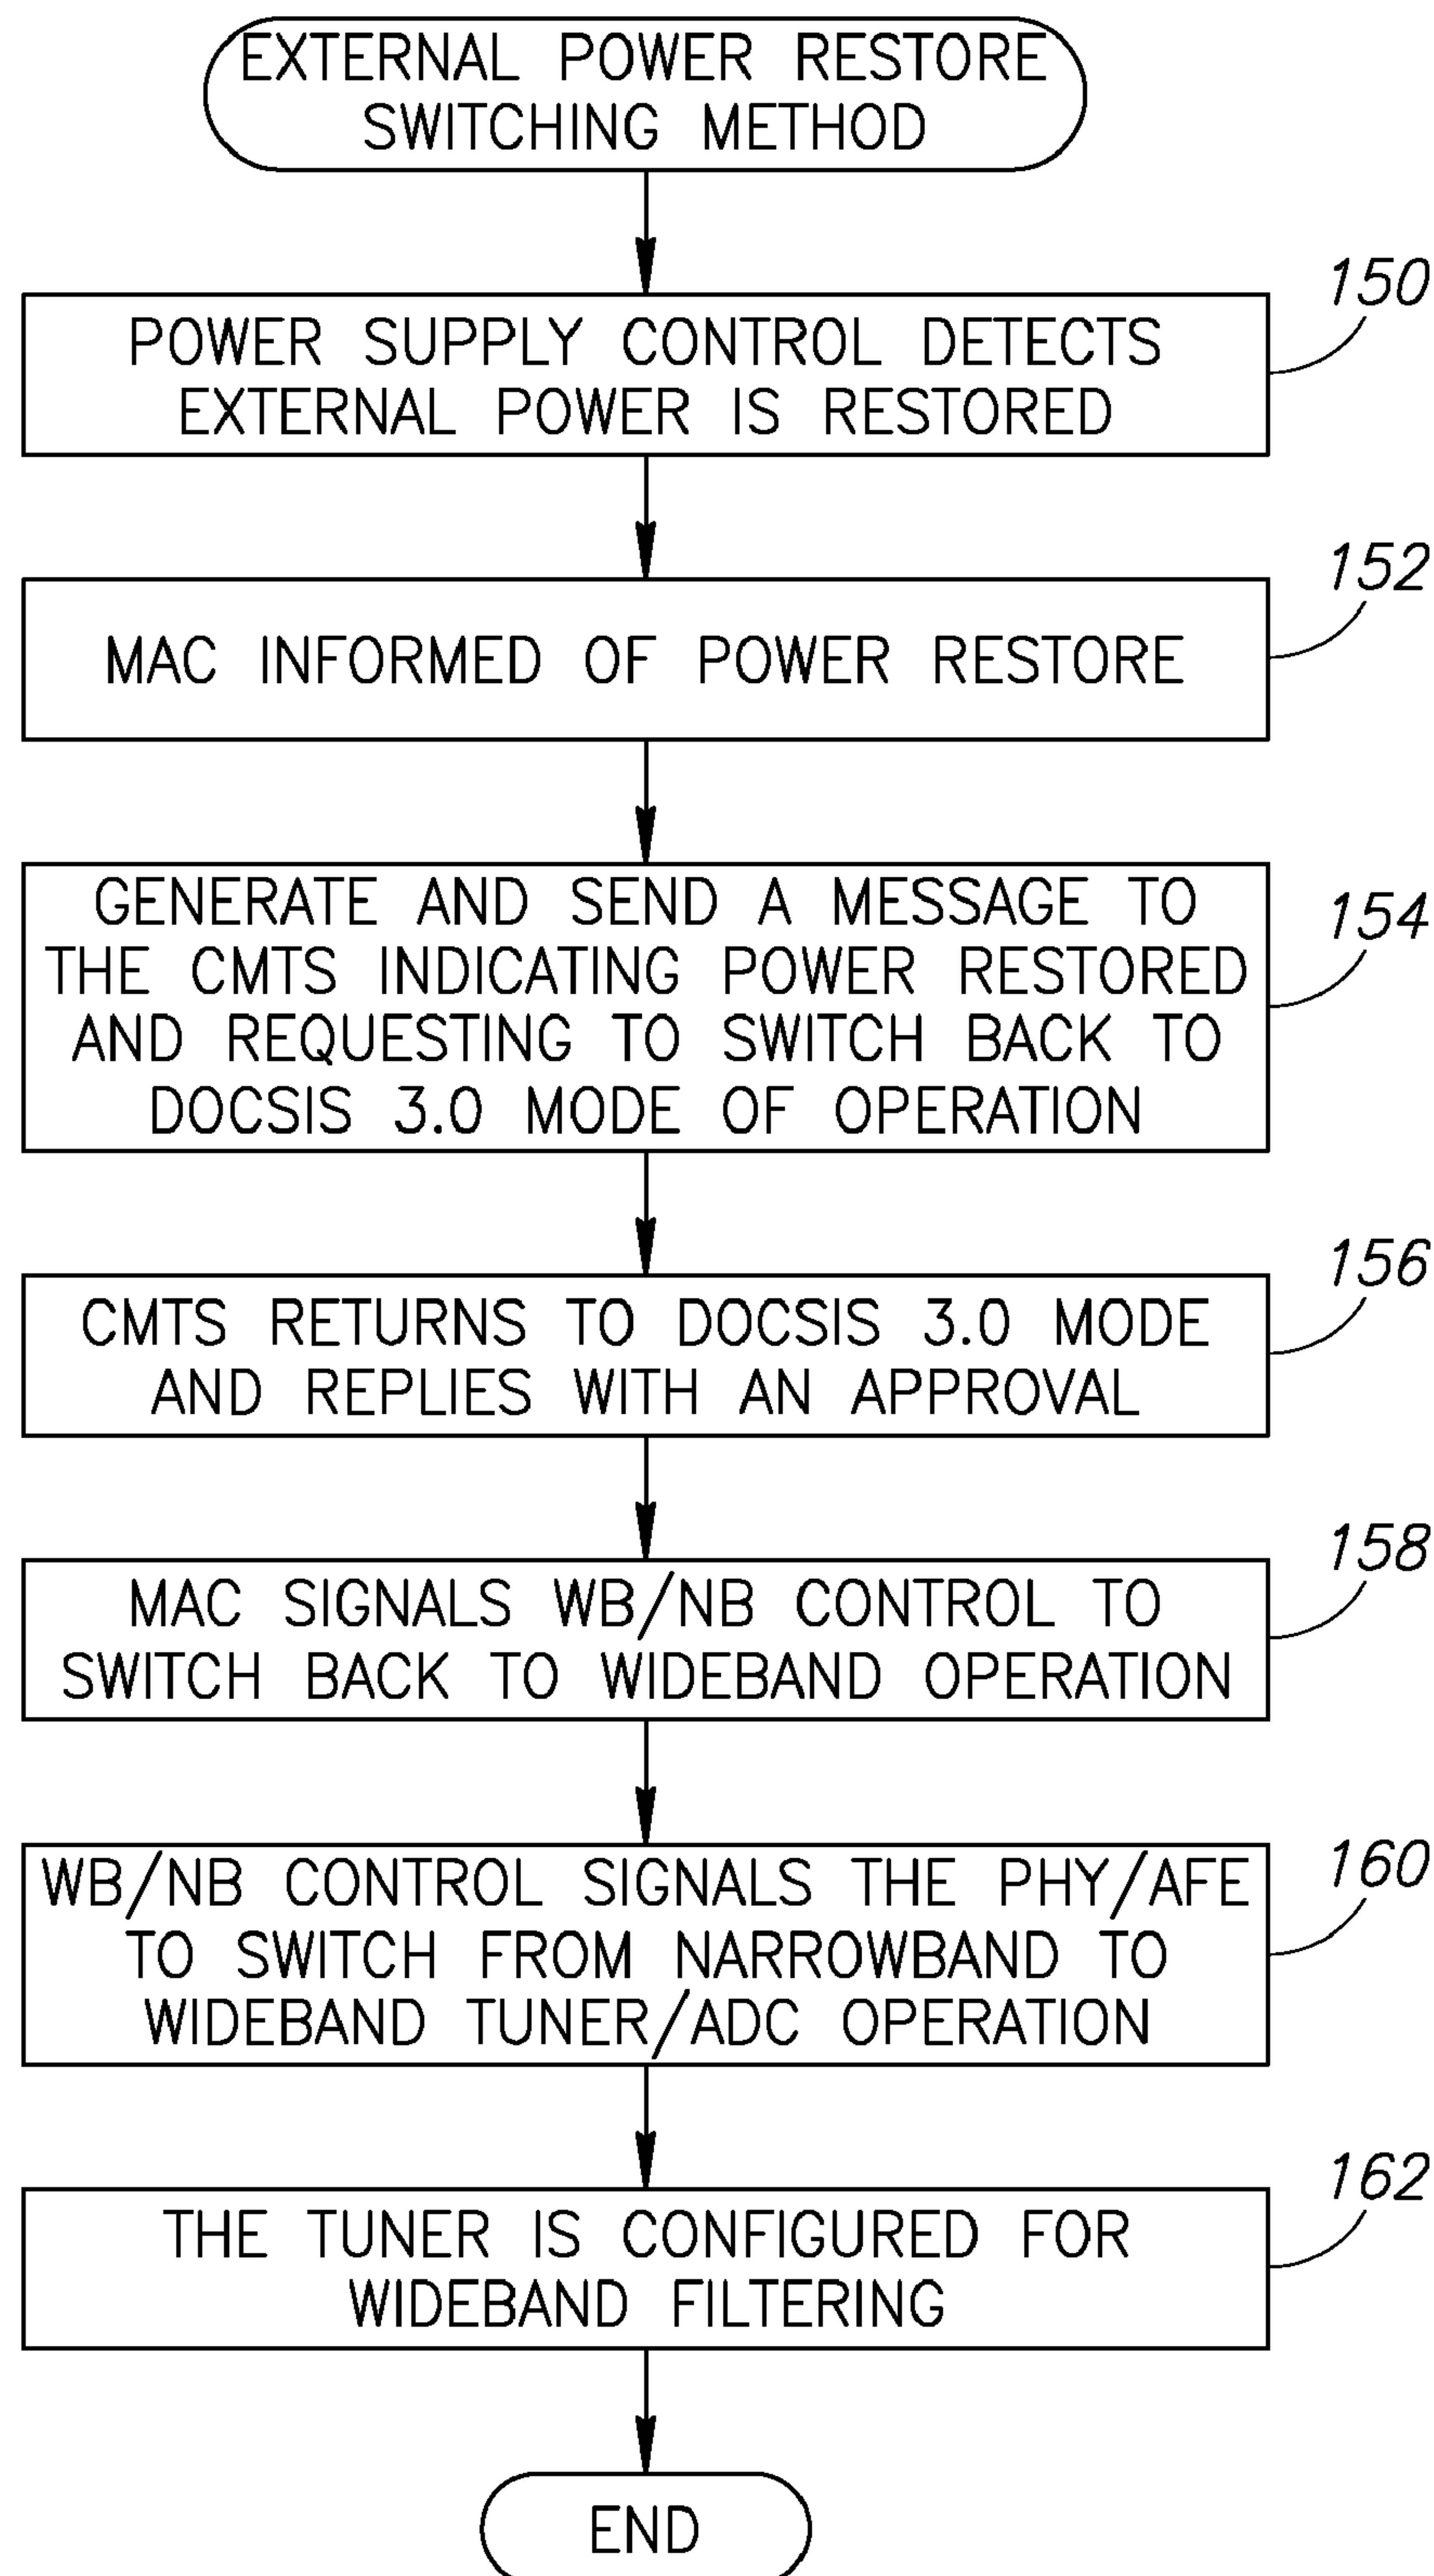 EXTERNAL POWER RESTORE
SWITCHING METHOD
150
POWER SUPPLY CONTROL DETECTS
EXTERNAL POWER IS RESTORED
152
MAC INFORMED OF POWER RESTORE
154
GENERATE AND SEND A MESSAGE TO
THE CMTS INDICATING POWER RESTORED
AND REQUESTING TO SWITCH BACK TO
DOCSIS 3.0 MODE OF OPERATION
156
CMTS RETURNS TO DOCSIS 3.0 MODE
AND REPLIES WITH AN APPROVAL
158
MAC SIGNALS WB/NB CONTROL TO
SWITCH BACK TO WIDEBAND OPERATION
160
WB/NB CONTROL SIGNALS THE PHY/AFE
TO SWITCH FROM NARROWBAND TO
WIDEBAND TUNER/ADC OPERATION
162
THE TUNER IS CONFIGURED FOR
WIDEBAND FILTERING
END